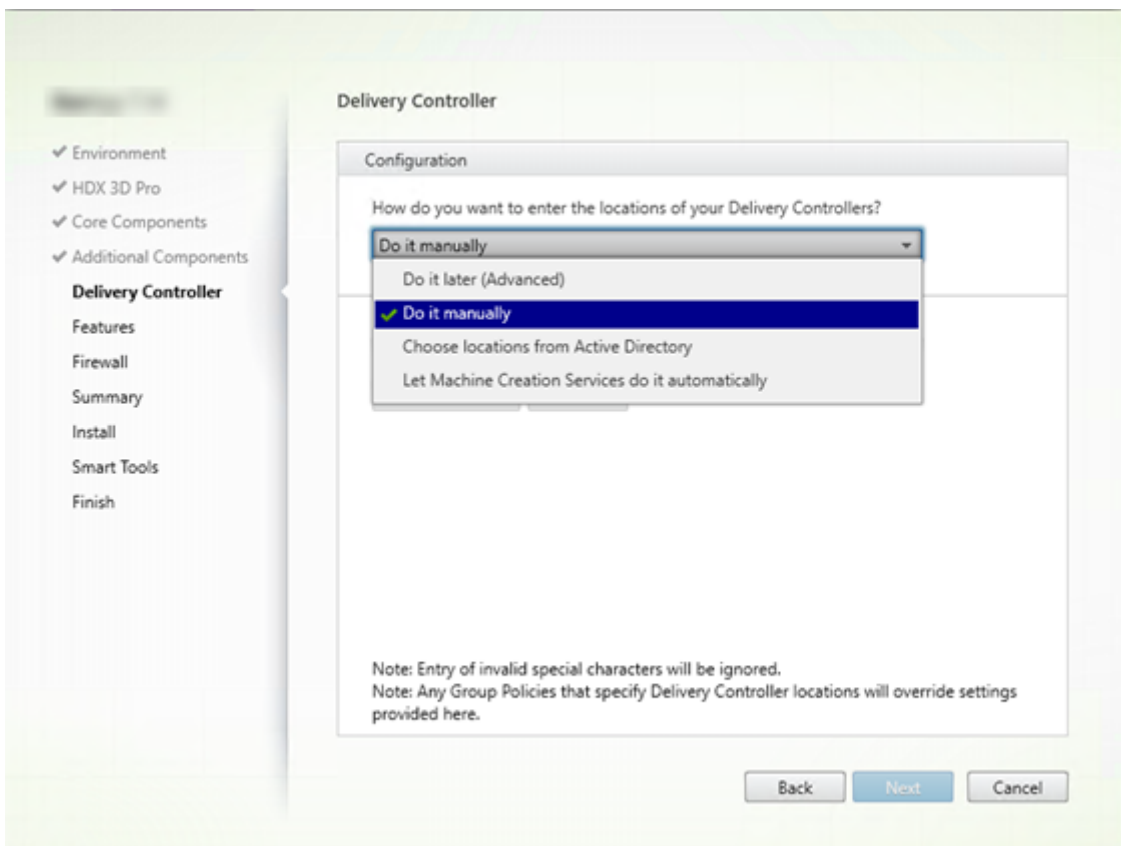 Delivery Controller
Environment
HDX 3D Pro
Core Components
Additional Components
Delivery Controller
Features
Firewall
Summary
Install
Smart Tools
Finish
Configuration
How do you want to enter the locations of your Delivery Controllers?
Do it manually
Do it later (Advanced)
Do it manually
Choose locations from Active Directory
Let Machine Creation Services do it automatically
Note: Entry of invalid special characters will be ignored.
Note: Any Group Policies that specify Delivery Controller locations will override settings
provided here.
Back
Next
Cancel